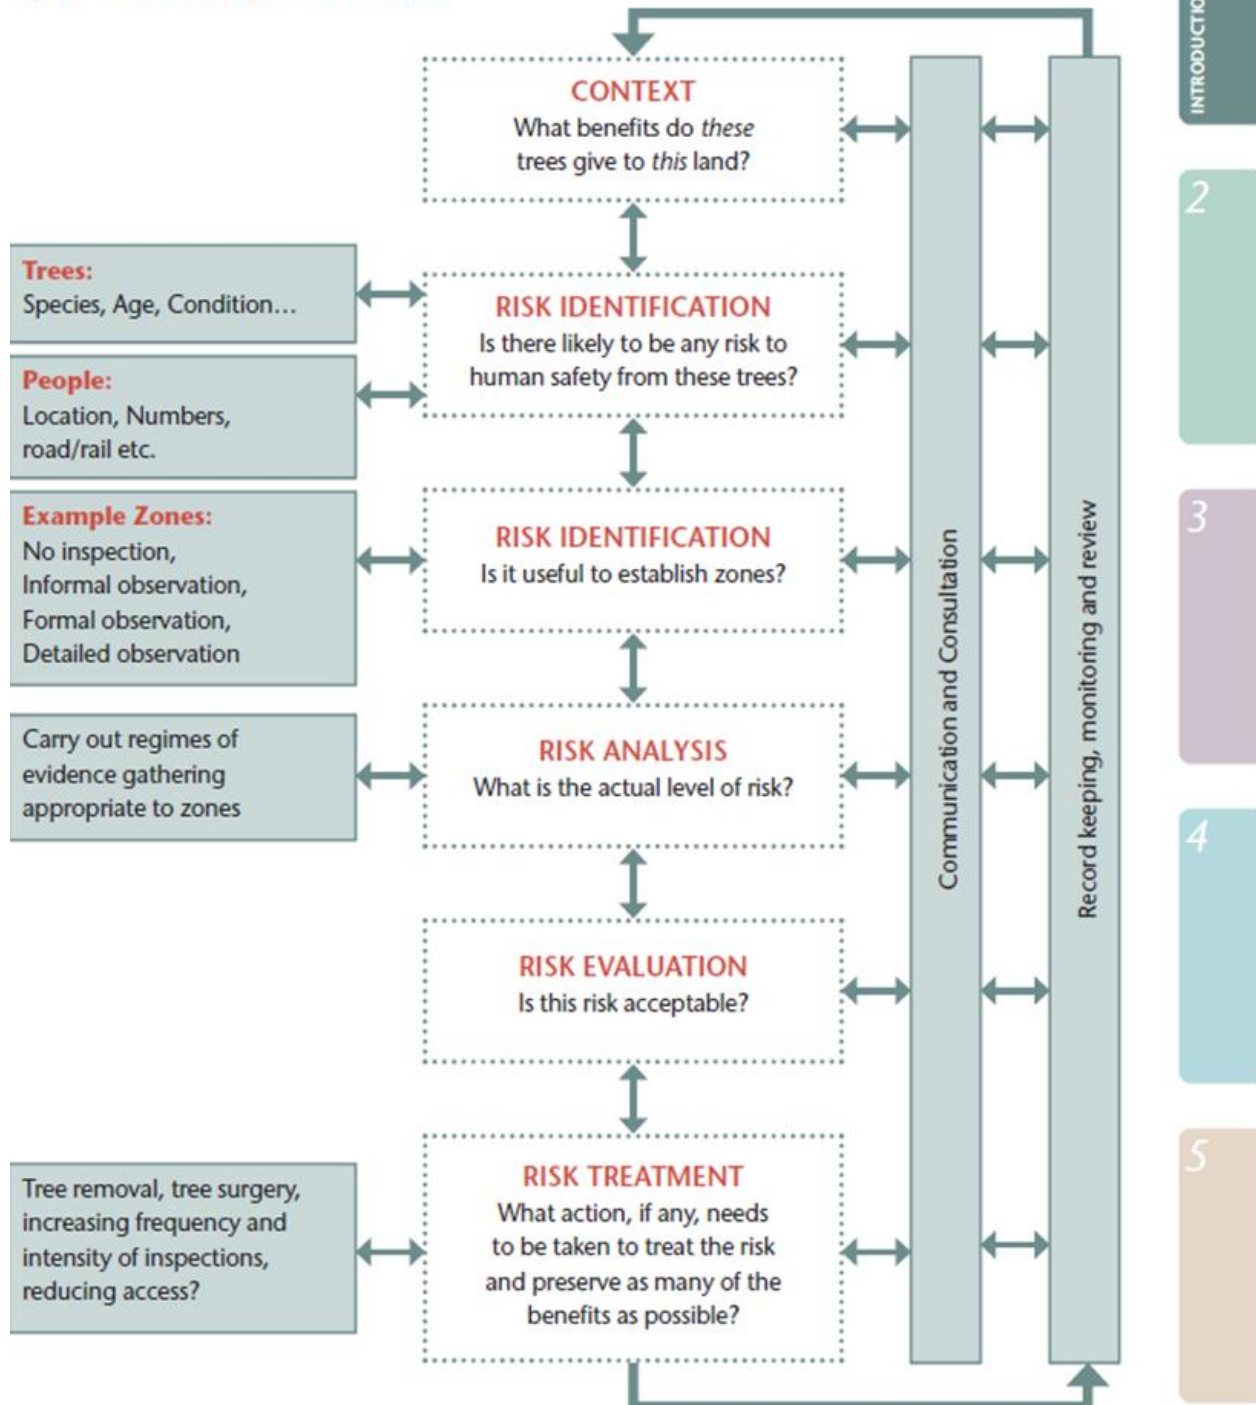 CONTEXT
What benefits do these
trees give to this land?
Trees:
Species, Age, Condition...
RISK IDENTIFICATION
Is there likely to be any risk to
human safety from these trees?
People:
Location, Numbers,
road/rail etc.
Example Zones:
No inspection,
Informal observation,
Formal observation,
Detailed observation
RISK IDENTIFICATION
Is it useful to establish zones?
Carry out regimes of
evidence gathering
appropriate to zones
RISK ANALYSIS
What is the actual level of risk?
RISK EVALUATION
Is this risk acceptable?
Tree removal, tree surgery,
increasing frequency and
intensity of inspections,
reducing access?
RISK TREATMENT
What action, if any, needs
to be taken to treat the risk
and preserve as many of the
benefits as possible?
Communication and Consultation
Record keeping, monitoring and review
INTRODUCTIO
2
3
4
5